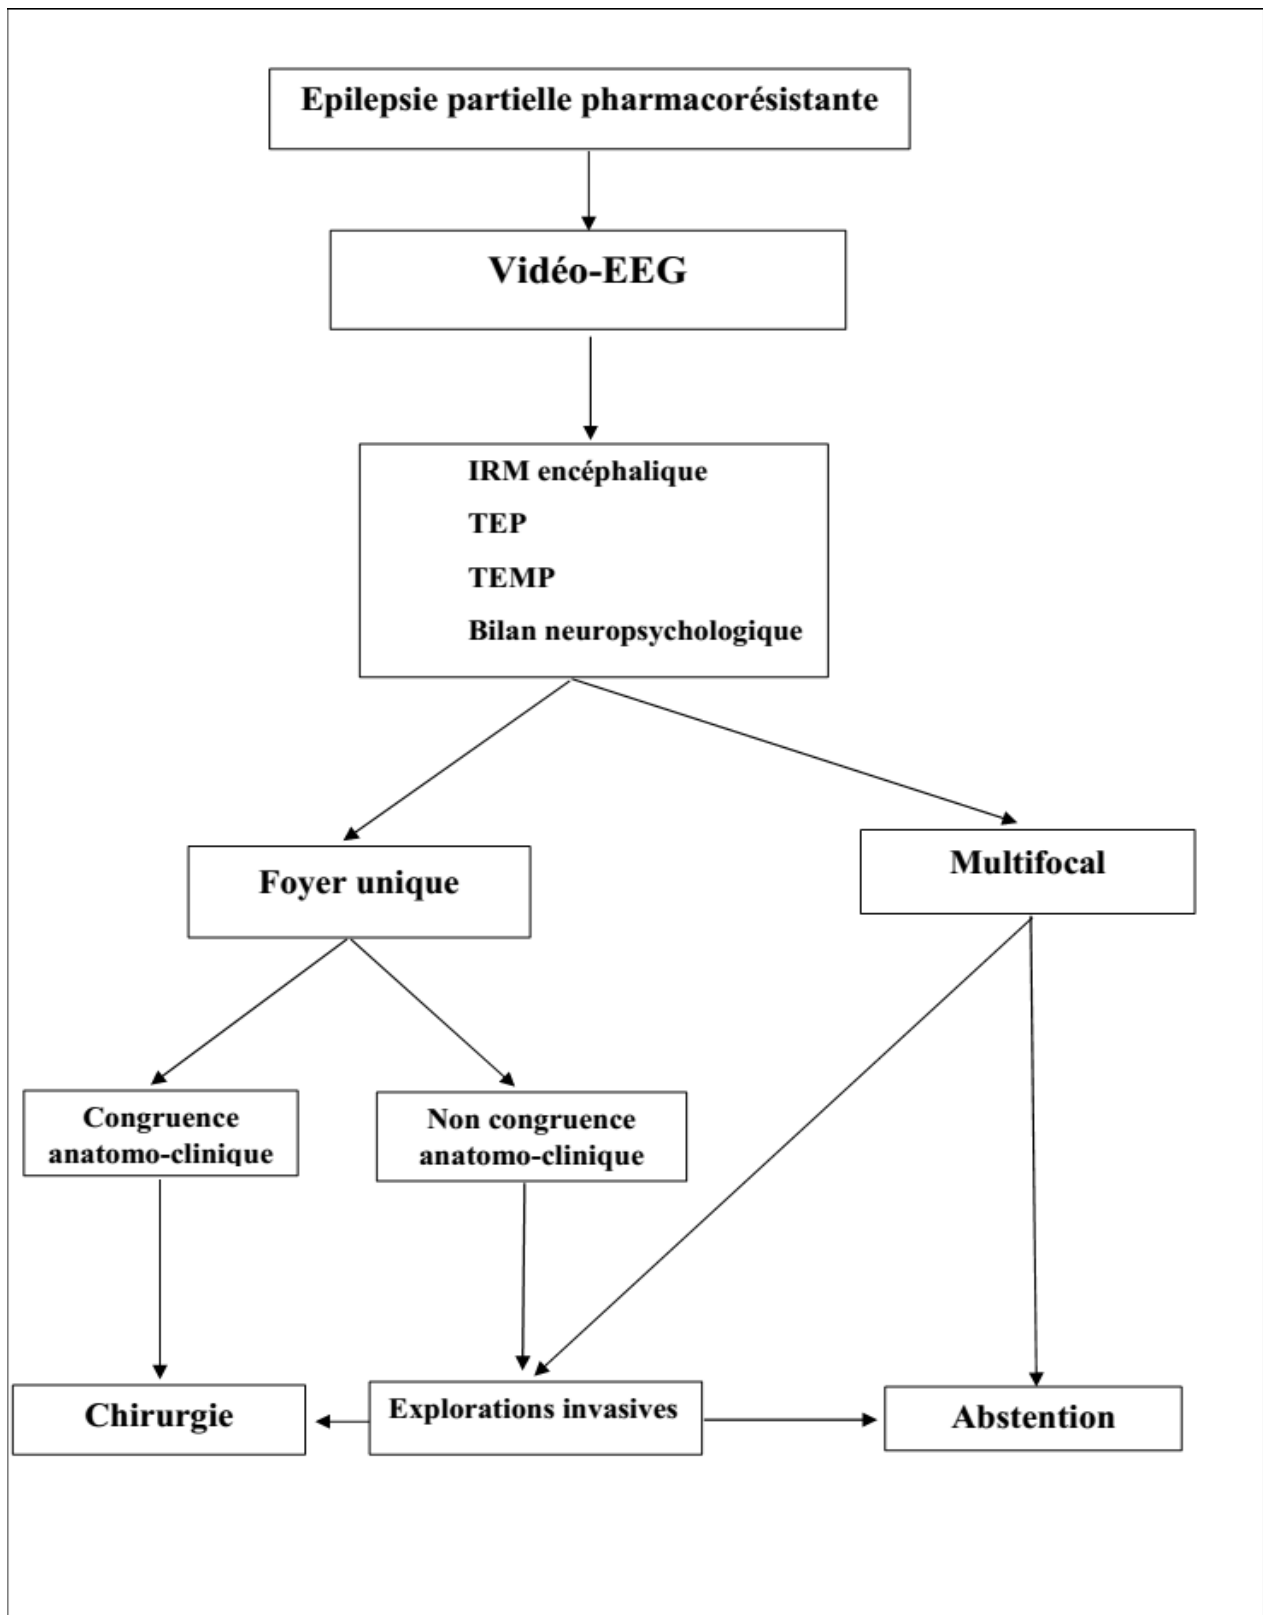 Epilepsie partielle pharmacorésistante
Vidéo-EEG
IRM encéphalique
TEP
TEMP
Bilan neuropsychologique
Foyer unique
Multifocal
Congruence
anatomo-clinique
Non congruence
anatomo-clinique
Chirurgie
Explorations invasives
Abstention